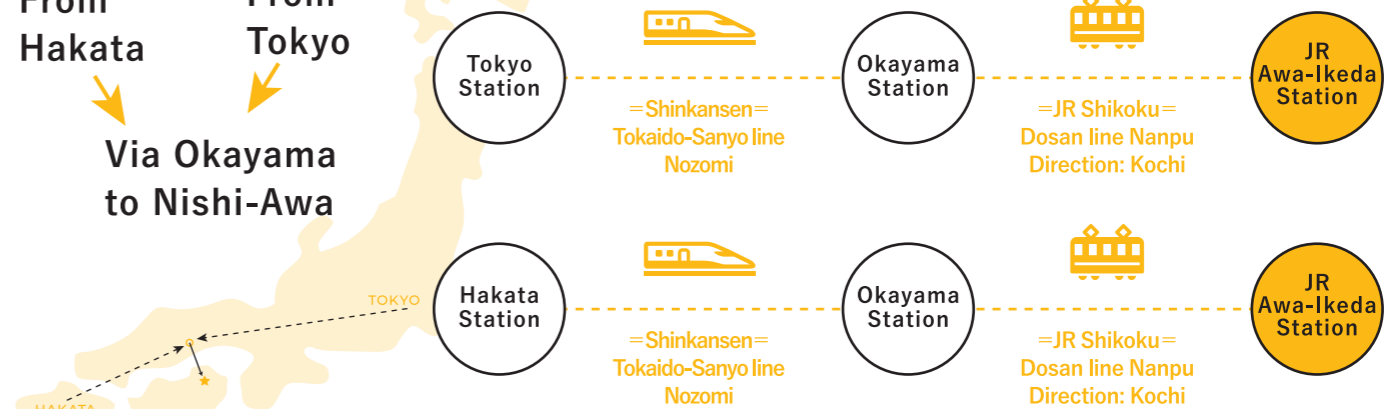 From
Hakata
From
Tokyo
Via Okayama
to Nishi-Awa
TOKYO
HAKATA
Tokyo
Station
=Shinkansen=
Tokaido-Sanyo line
Nozomi
Okayama
Station
=JR Shikoku=
Dosan line Nanpu
Direction: Kochi
JR
Awa-Ikeda
Station
Hakata
Station
=Shinkansen=
Tokaido-Sanyo line
Nozomi
Okayama
Station
=JR Shikoku=
Dosan line Nanpu
Direction: Kochi
JR
Awa-Ikeda
Station